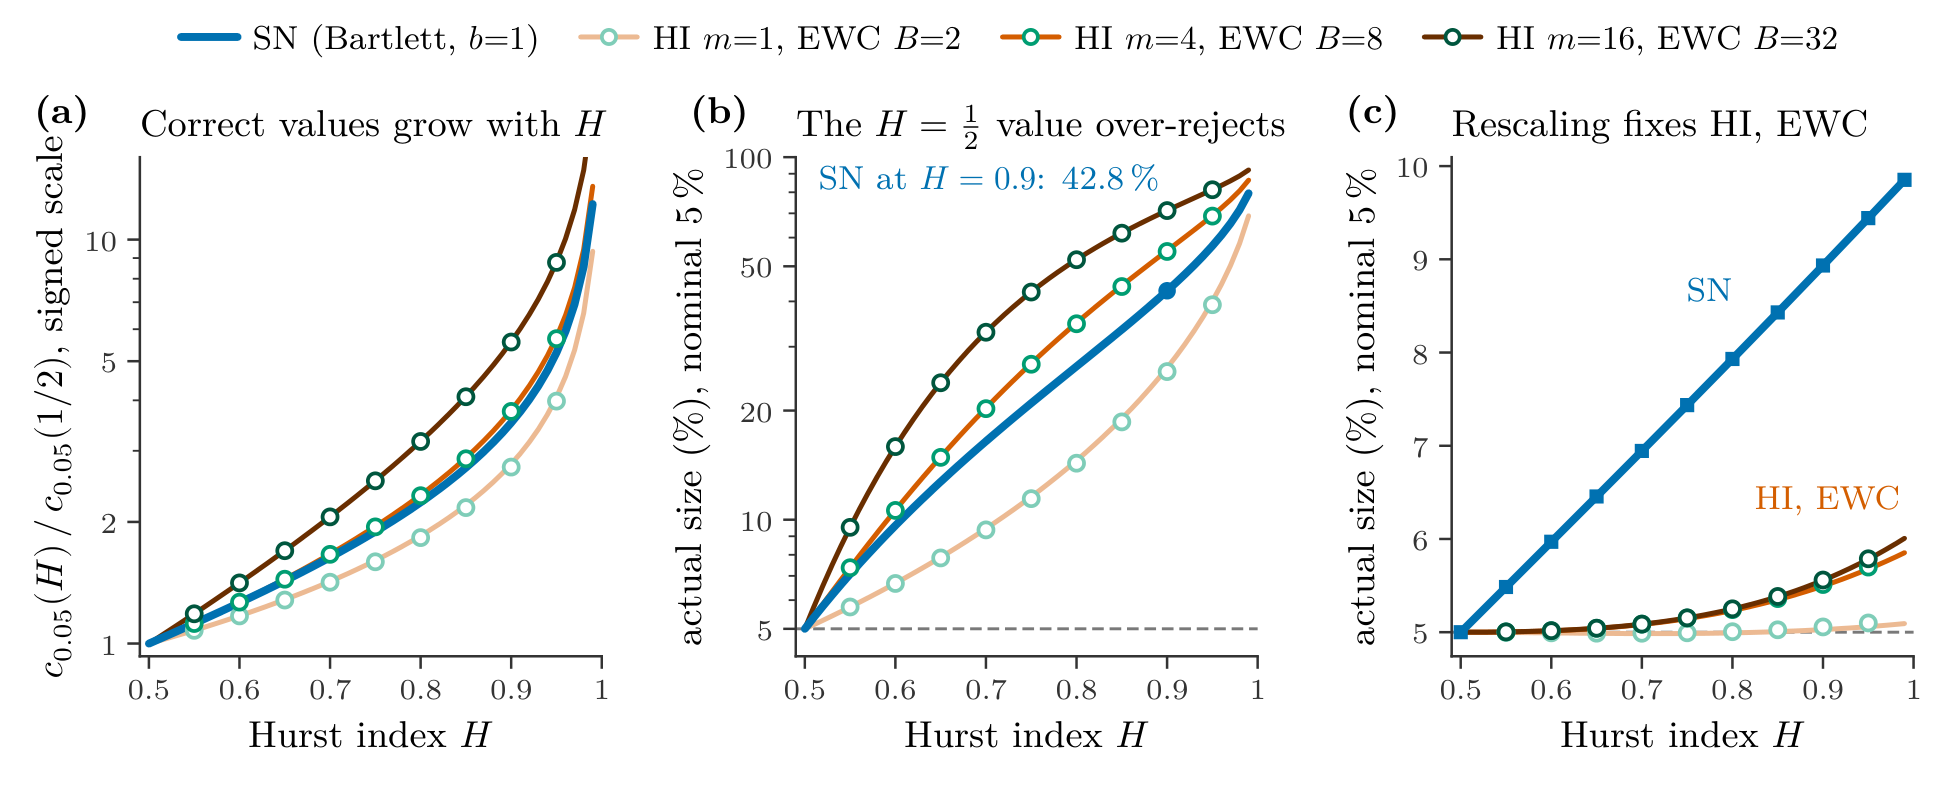 SN (Bartlett, b=1) HI m=1, EWC B=2 HI m=4, EWC B=8 HI m=16, EWC B=32
(a) Correct values grow with H
c_{0.05}(H) / c_{0.05}(1/2), signed scale
10
5
2
1
0.5 0.6 0.7 0.8 0.9 1
Hurst index H
(b) The H = \frac{1}{2} value over-rejects
SN at H = 0.9: 42.8 %
actual size (%), nominal 5 %
100
50
20
10
5
0.5 0.6 0.7 0.8 0.9 1
Hurst index H
(c) Rescaling fixes HI, EWC
actual size (%), nominal 5 %
10
9
8
7
6
5
SN
HI, EWC
0.5 0.6 0.7 0.8 0.9 1
Hurst index H